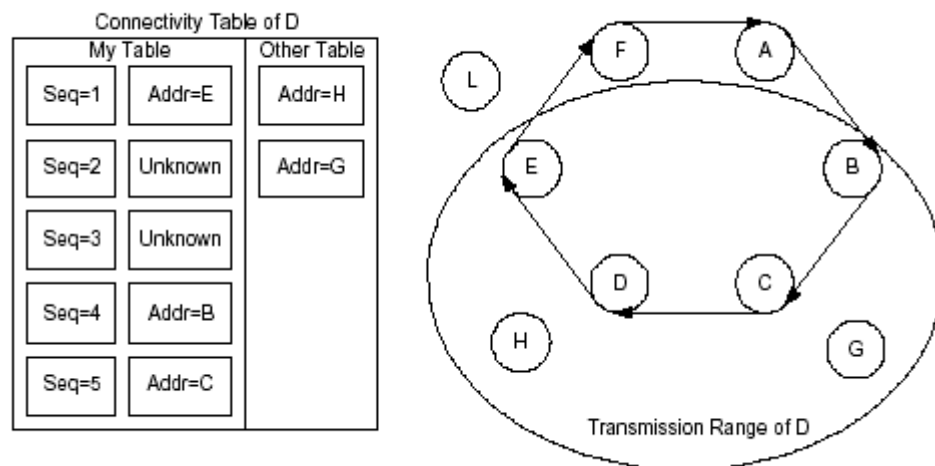 Connectivity Table of D
My Table
Other Table
Seq=1
Addr=E
Addr=H
Seq=2
Unknown
Addr=G
Seq=3
Unknown
Seq=4
Addr=B
Seq=5
Addr=C
F
A
L
E
B
D
C
H
G
Transmission Range of D